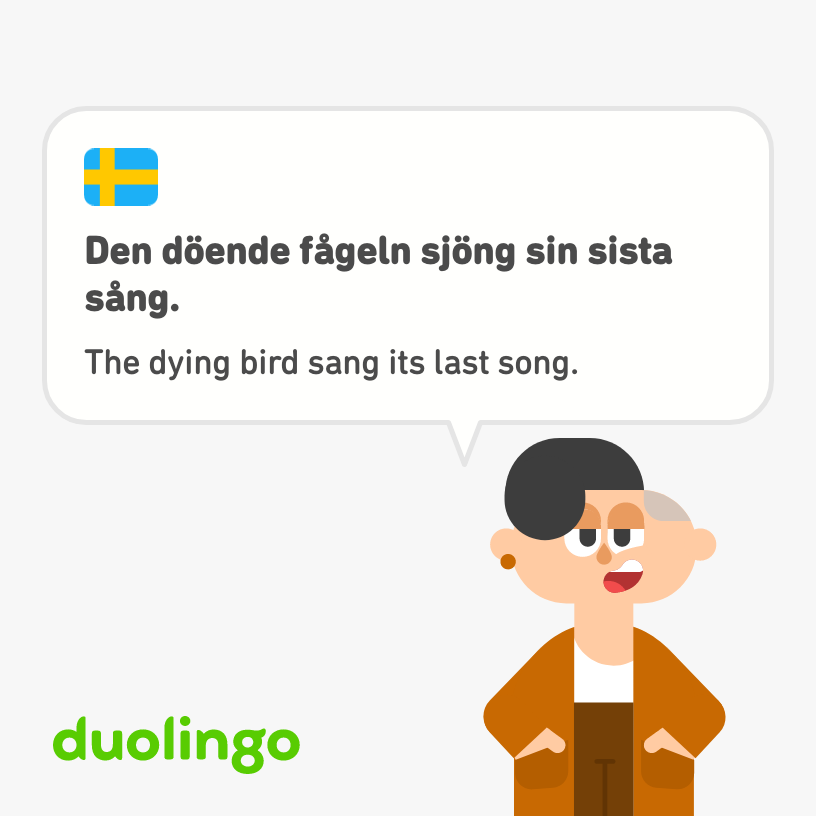 Den döende fågeln sjöng sin sista
sång.
The dying bird sang its last song.
duolingo